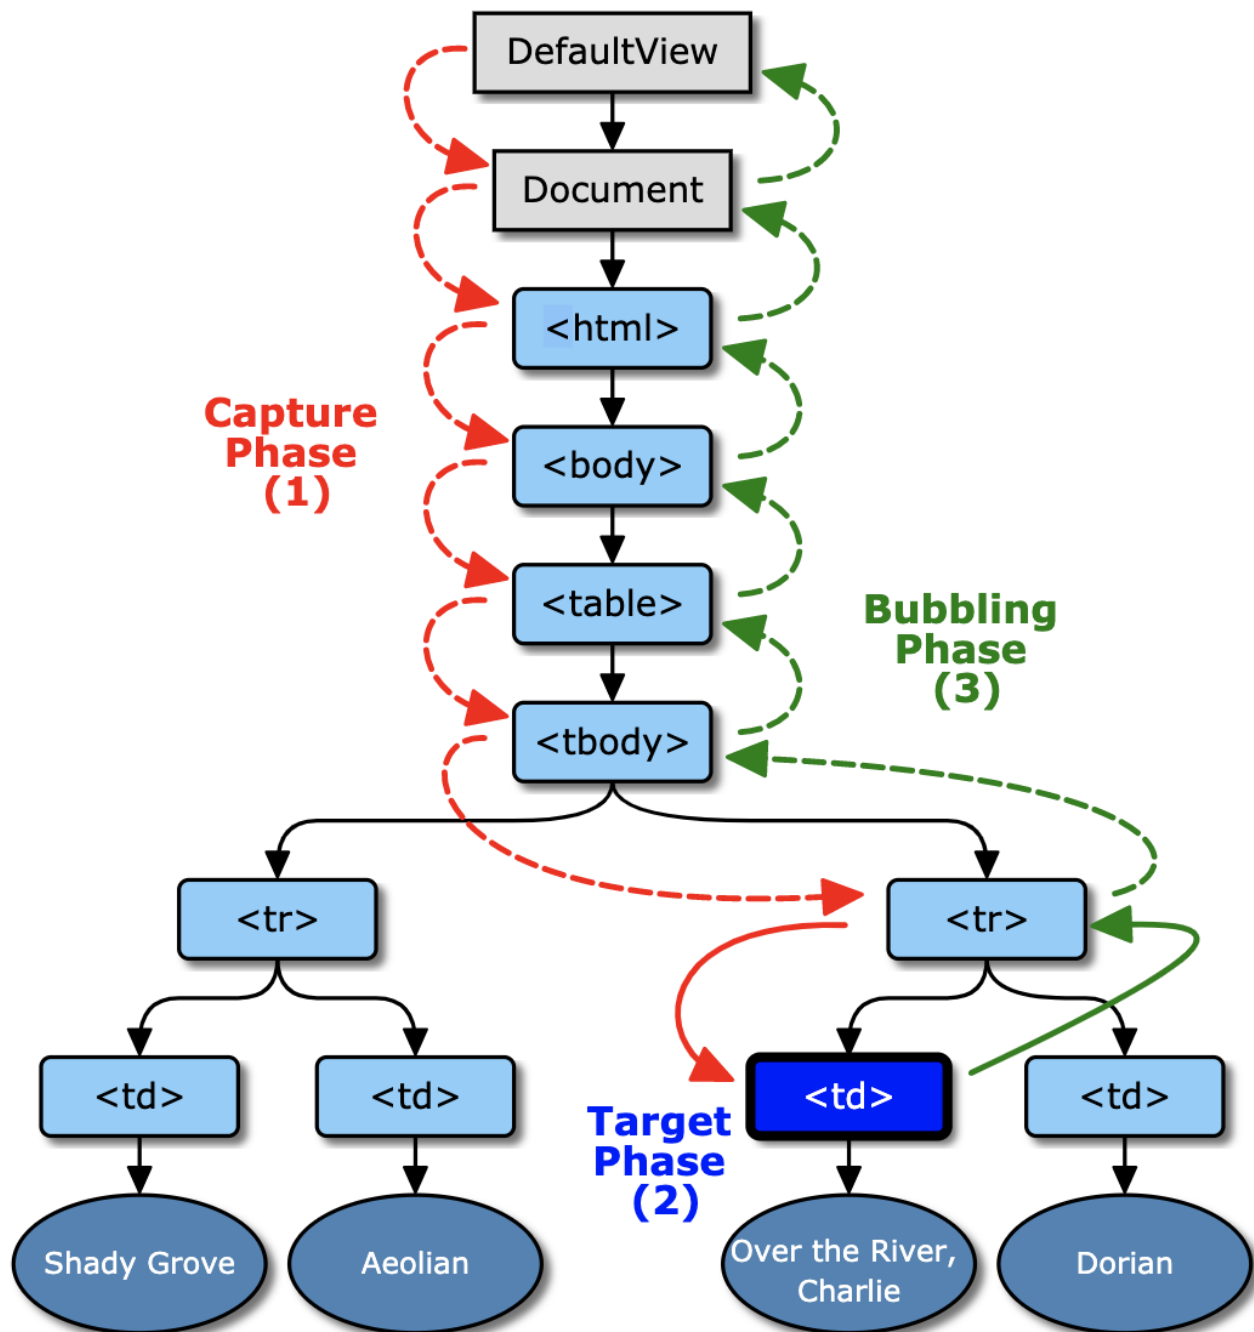 DefaultView
Document
<html>
Capture
Phase
(1)
<body>
<table>
Bubbling
Phase
(3)
<tbody>
<tr>
<tr>
<td>
<td>
<td>
<td>
Target
Phase
(2)
Shady Grove
Aeolian
Over the River,
Charlie
Dorian